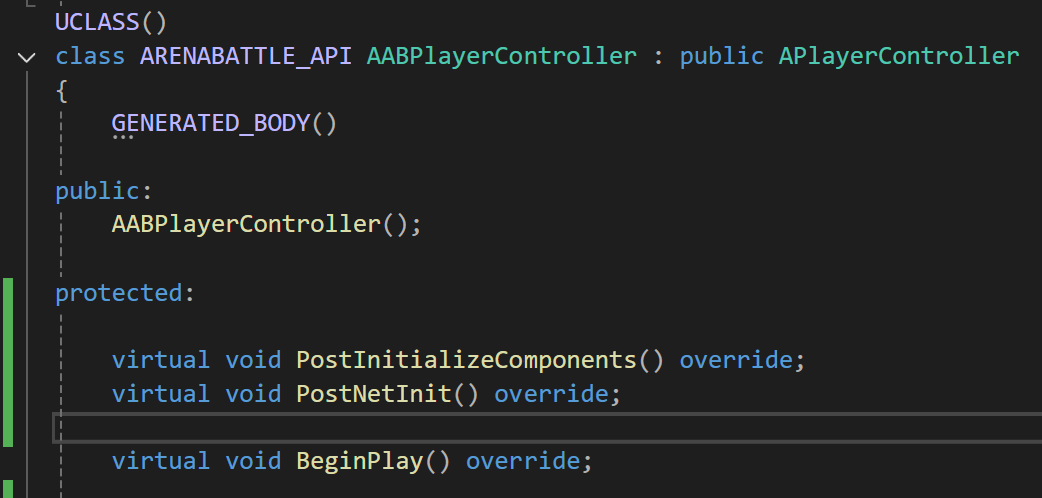 UCLASS()
class ARENABATTLE_API AABPlayerController : public APlayerController
{
GENERATED_BODY()
public:
AABPlayerController();
protected:
virtual void PostInitializeComponents() override;
virtual void PostNetInit() override;
virtual void BeginPlay() override;